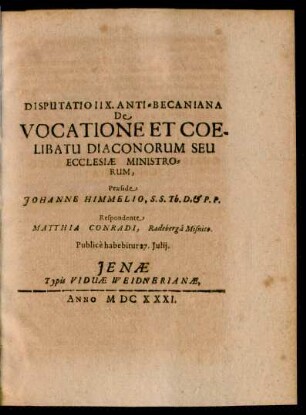 DISPUTATIO IIX. ANTI-BECANIANA
De
VOCATIONE ET COE-
LIBATU DIACONORUM SEU
ECCLESIÆ MINISTRO-
RUM,
Præside
JOHANNE HIMMELIO, S. S. Th. D. & P. P.
Respondente
MATTHIA CONRADI, Radebergâ Misnico.
Publicè habebitur 27. Julij.
JENÆ
Typis VIDUÆ WEIDNERIANÆ,
ANNO M DC XXXI.